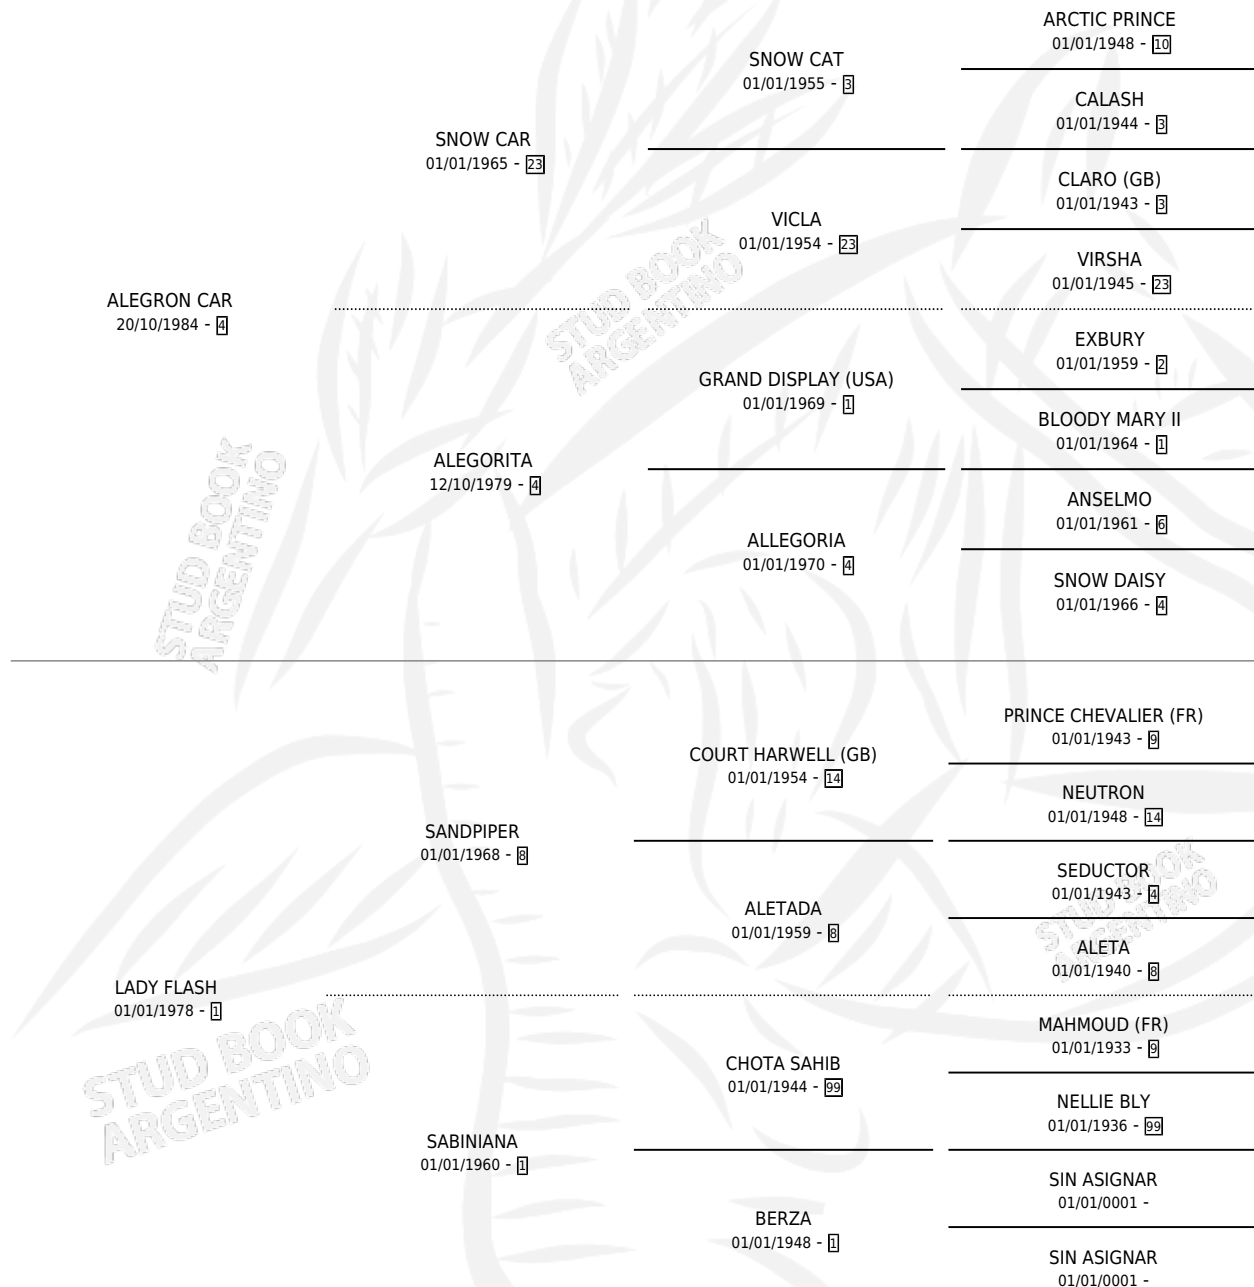 ARCTIC PRINCE
01/01/1948 - 10
SNOW CAT
01/01/1955 - 3
CALASH
01/01/1944 - 3
SNOW CAR
01/01/1965 - 23
CLARO (GB)
01/01/1943 - 3
VICLA
01/01/1954 - 23
VIRSHA
01/01/1945 - 23
ALEGRON CAR
20/10/1984 - 4
EXBURY
01/01/1959 - 2
GRAND DISPLAY (USA)
01/01/1969 - 1
BLOODY MARY II
01/01/1964 - 1
ALEGORITA
12/10/1979 - 4
ANSELMO
01/01/1961 - 6
ALLEGORIA
01/01/1970 - 4
SNOW DAISY
01/01/1966 - 4
STUD BOOK
ARGENTINO
STUD BOOK
ARGENTINO
PRINCE CHEVALIER (FR)
01/01/1943 - 9
COURT HARWELL (GB)
01/01/1954 - 14
NEUTRON
01/01/1948 - 14
SANDPIPER
01/01/1968 - 8
SEDUCTOR
01/01/1943 - 4
ALETADA
01/01/1959 - 8
ALETA
01/01/1940 - 8
STUD BOOK
ARGENTINO
LADY FLASH
01/01/1978 - 1
MAHMOUD (FR)
01/01/1933 - 9
CHOTA SAHIB
01/01/1944 - 99
NELLIE BLY
01/01/1936 - 99
SABINIANA
01/01/1960 - 1
SIN ASIGNAR
01/01/0001 -
BERZA
01/01/1948 - 1
SIN ASIGNAR
01/01/0001 -
STUD BOOK
ARGENTINO